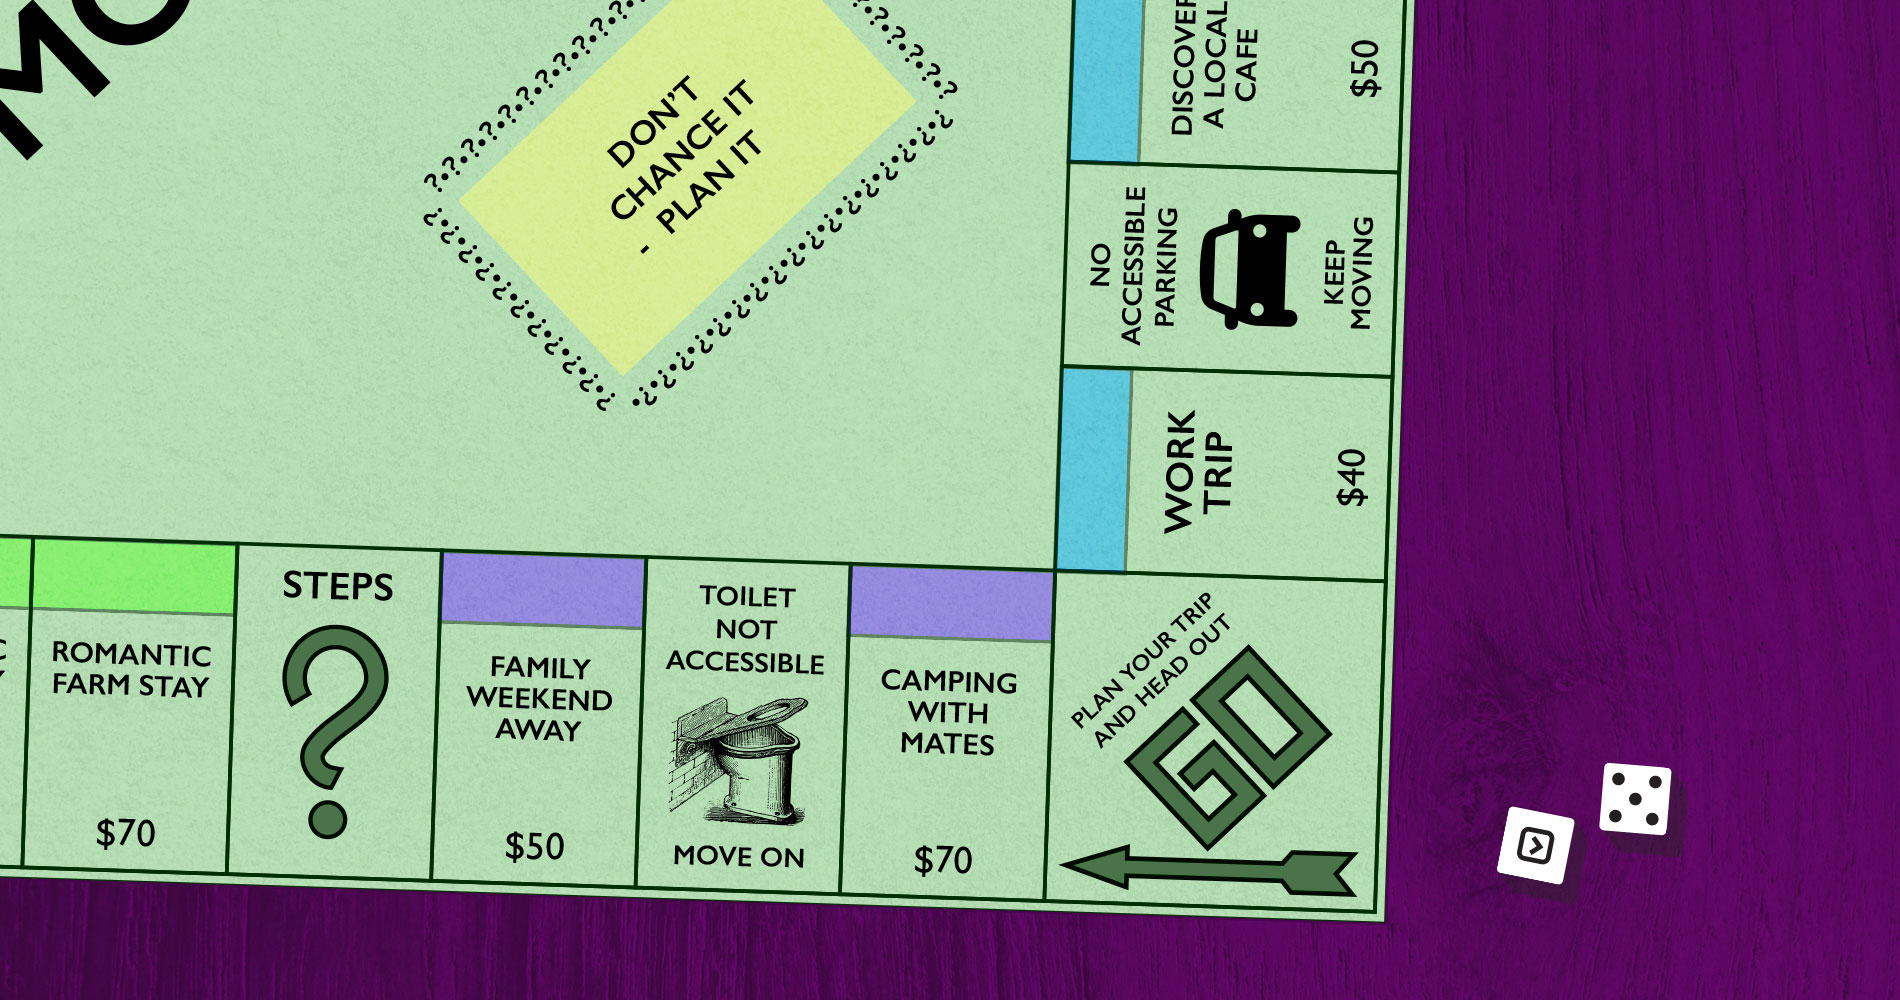 MO
DON'T
CHANCE IT
- PLAN IT
DISCOVER
A LOCAL
CAFE
$50
NO
ACCESSIBLE
PARKING
KEEP
MOVING
WORK
TRIP
$40
ROMANTIC
FARM STAY
$70
STEPS
?
FAMILY
WEEKEND
AWAY
$50
TOILET
NOT
ACCESSIBLE
MOVE ON
CAMPING
WITH
MATES
$70
PLAN YOUR TRIP
AND HEAD OUT
GO